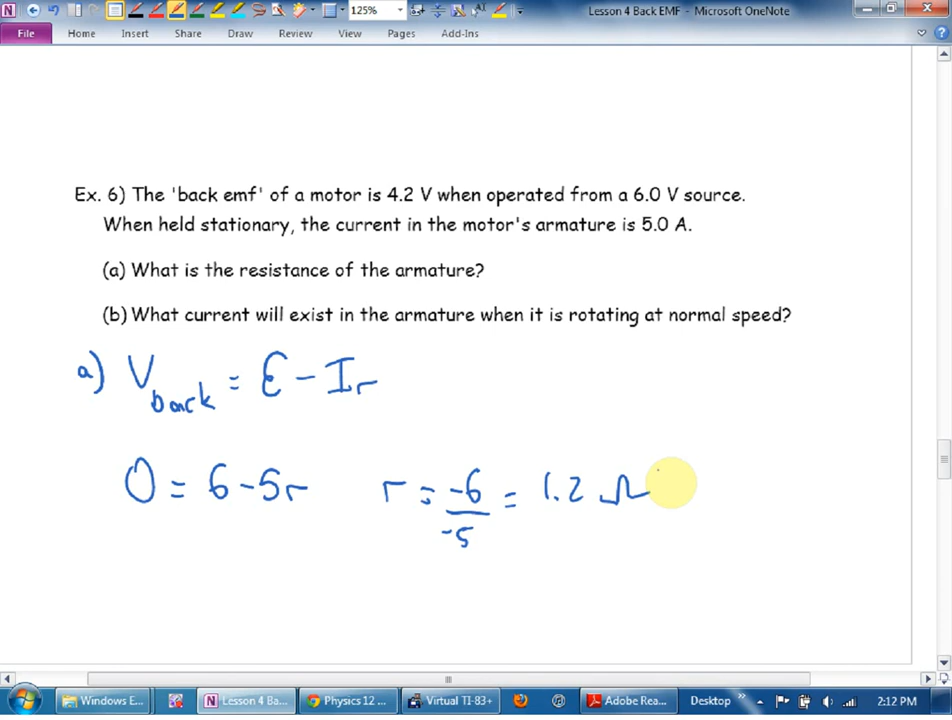 125%
Lesson 4 Back EMF - Microsoft OneNote
File Home Insert Share Draw Review View Pages Add-Ins
Ex. 6) The 'back emf' of a motor is 4.2 V when operated from a 6.0 V source.
When held stationary, the current in the motor's armature is 5.0 A.
(a) What is the resistance of the armature?
(b) What current will exist in the armature when it is rotating at normal speed?
a) V back = Ɛ - Ir
0 = 6 - 5r r = -6/-5 = 1.2 Ω
Windows E... Lesson 4 Ba... Physics 12 ... Virtual TI-83+ Adobe Rea... Desktop » 2:12 PM